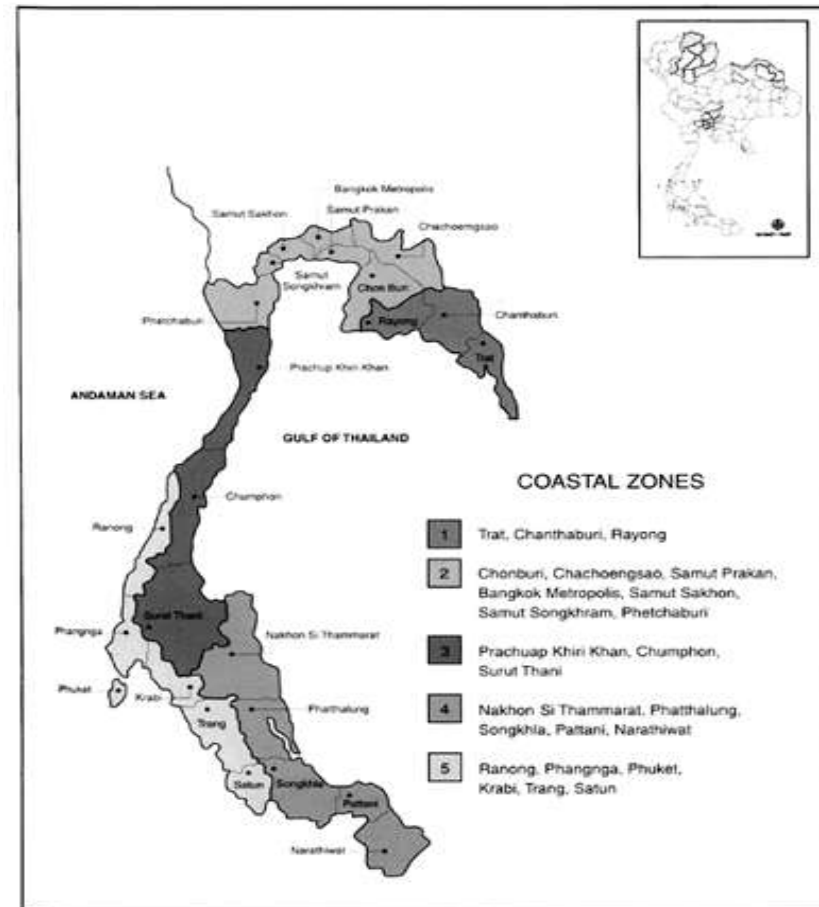 Bangkok Metropolis
Samut Sakhon
Samut Prakan
Chachoengsao
Samut
Songkhram
Chon Buri
Phetchaburi
Rayong
Chanthaburi
Trat
Prachup Khiri Khan
ANDAMAN SEA
GULF OF THAILAND
Chumphon
Ranong
Surat Thani
Nakhon Si Thammarat
Phangnga
Phuket
Krabi
Phatthalung
Trang
Satun
Songkhla
Pattani
Narathiwat
COASTAL ZONES
1 Trat, Chanthaburi, Rayong
2 Chonburi, Chachoengsao, Samut Prakan,
Bangkok Metropolis, Samut Sakhon,
Samut Songkhram, Phetchaburi
3 Prachuap Khiri Khan, Chumphon,
Surut Thani
4 Nakhon Si Thammarat, Phatthalung,
Songkhla, Pattani, Narathiwat
5 Ranong, Phangnga, Phuket,
Krabi, Trang, Satun